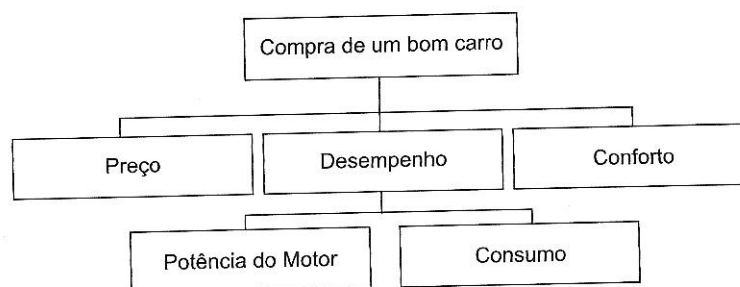 Compra de um bom carro
Preço
Desempenho
Conforto
Potência do Motor
Consumo